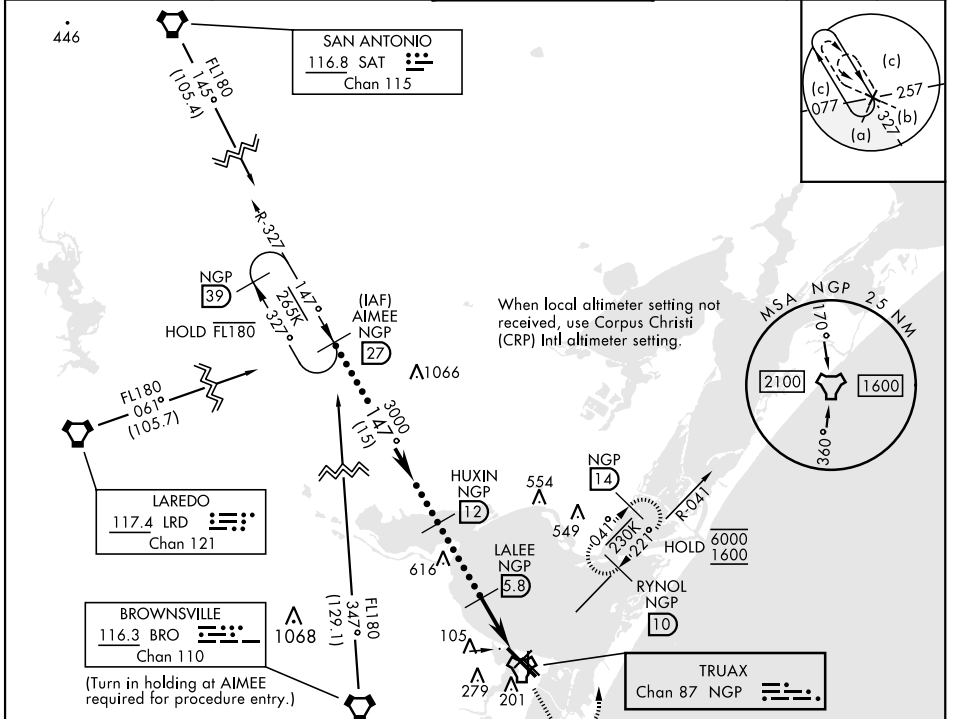 446
SAN ANTONIO
116.8 SAT
Chan 115
FL180
145°
(105.4)
(c)
(c)
077
257
(b)
327
(a)
R-327
NGP
39
147°
265K
327°
HOLD FL180
(IAF)
AIMEE
NGP
27
When local altimeter setting not
received, use Corpus Christi
(CRP) Intl altimeter setting.
MSA NGP 25 NM
170°
2100
1600
360°
1066
FL180
061°
(105.7)
3000
147°
(15)
LAREDO
117.4 LRD
Chan 121
HUXIN
NGP
12
554
549
NGP
14
R-041
041°
230K
221°
HOLD 6000
1600
616
LALEE
NGP
5.8
RYNOL
NGP
10
BROWNSVILLE
116.3 BRO
Chan 110
(Turn in holding at AIMEE
required for procedure entry.)
1068
FL180
347°
(129.1)
105
279
201
TRUAX
Chan 87 NGP